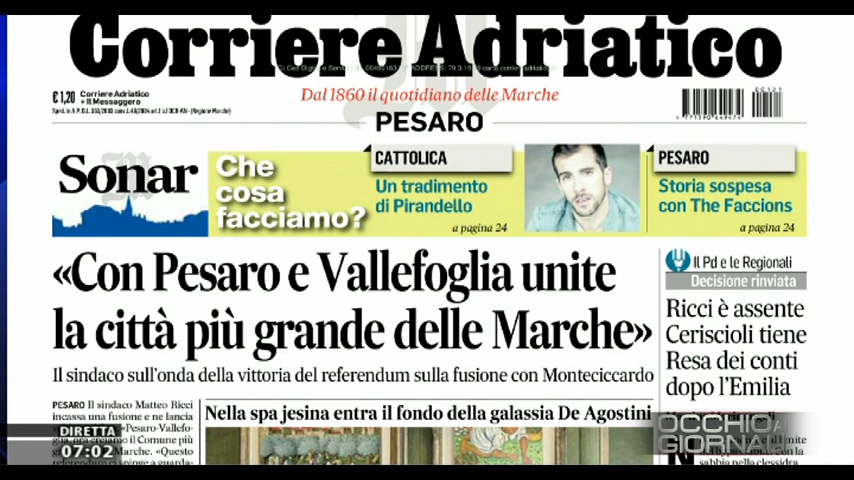 Corriere Adriatico
€ 1,20
Corriere Adriatico
+ Il Messaggero
Dal 1860 il quotidiano delle Marche
PESARO
Sonar
Che
cosa
facciamo?
CATTOLICA
Un tradimento
di Pirandello
a pagina 24
PESARO
Storia sospesa
con The Faccions
a pagina 24
«Con Pesaro e Vallefoglia unite
la città più grande delle Marche»
Il sindaco sull'onda della vittoria del referendum sulla fusione con Monteciccardo
Il Pd e le Regionali
Decisione rinviata
Ricci è assente
Ceriscioli tiene
Resa dei conti
dopo l'Emilia
PESARO Il sindaco Matteo Ricci
incassa una fusione e ne lancia
Nella spa jesina entra il fondo della galassia De Agostini
DIRETTA
07:02
OCCHIO AI
GIORNALI